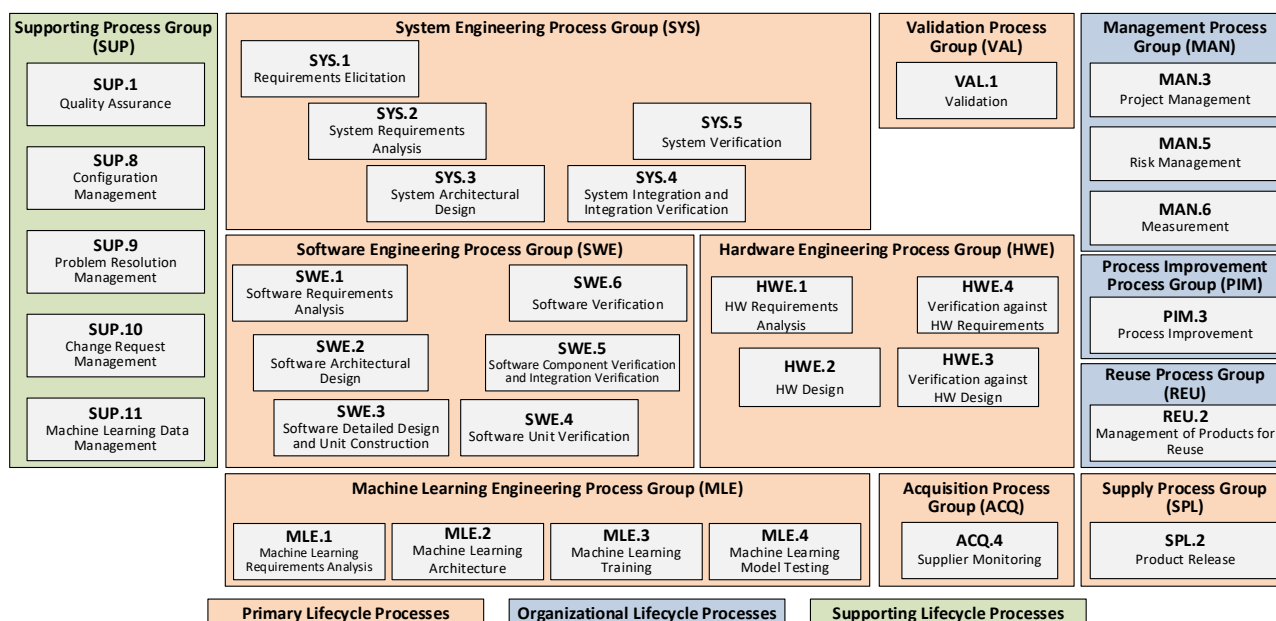 Supporting Process Group
(SUP)
SUP.1
Quality Assurance
SUP.8
Configuration
Management
SUP.9
Problem Resolution
Management
SUP.10
Change Request
Management
SUP.11
Machine Learning Data
Management
System Engineering Process Group (SYS)
SYS.1
Requirements Elicitation
SYS.2
System Requirements
Analysis
SYS.3
System Architectural
Design
SYS.4
System Integration and
Integration Verification
SYS.5
System Verification
Validation Process
Group (VAL)
VAL.1
Validation
Management Process
Group (MAN)
MAN.3
Project Management
MAN.5
Risk Management
MAN.6
Measurement
Software Engineering Process Group (SWE)
SWE.1
Software Requirements
Analysis
SWE.2
Software Architectural
Design
SWE.3
Software Detailed Design
and Unit Construction
SWE.4
Software Unit Verification
SWE.5
Software Component Verification
and Integration Verification
SWE.6
Software Verification
Hardware Engineering Process Group (HWE)
HWE.1
HW Requirements
Analysis
HWE.2
HW Design
HWE.3
Verification against
HW Design
HWE.4
Verification against
HW Requirements
Process Improvement
Process Group (PIM)
PIM.3
Process Improvement
Reuse Process Group
(REU)
REU.2
Management of Products for
Reuse
Machine Learning Engineering Process Group (MLE)
MLE.1
Machine Learning
Requirements Analysis
MLE.2
Machine Learning
Architecture
MLE.3
Machine Learning
Training
MLE.4
Machine Learning
Model Testing
Acquisition Process
Group (ACQ)
ACQ.4
Supplier Monitoring
Supply Process Group
(SPL)
SPL.2
Product Release
Primary Lifecycle Processes
Organizational Lifecycle Processes
Supporting Lifecycle Processes